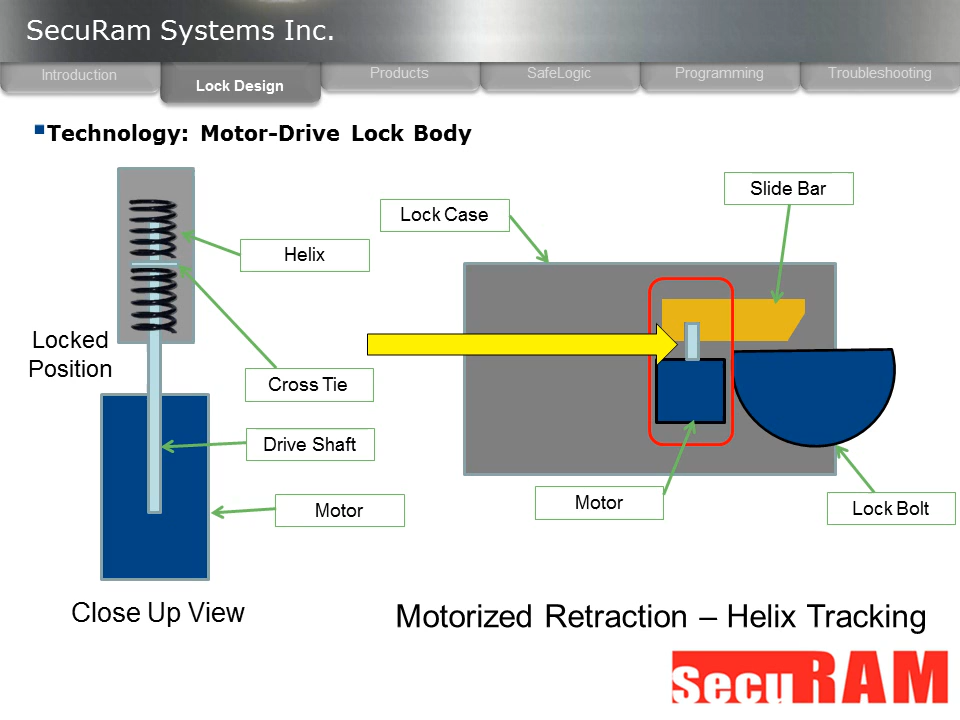 SecuRam Systems Inc.
Introduction
Lock Design
Products
SafeLogic
Programming
Troubleshooting
Technology: Motor-Drive Lock Body
Slide Bar
Lock Case
Helix
Locked
Position
Cross Tie
Drive Shaft
Motor
Motor
Lock Bolt
Close Up View
Motorized Retraction – Helix Tracking
SecuRAM